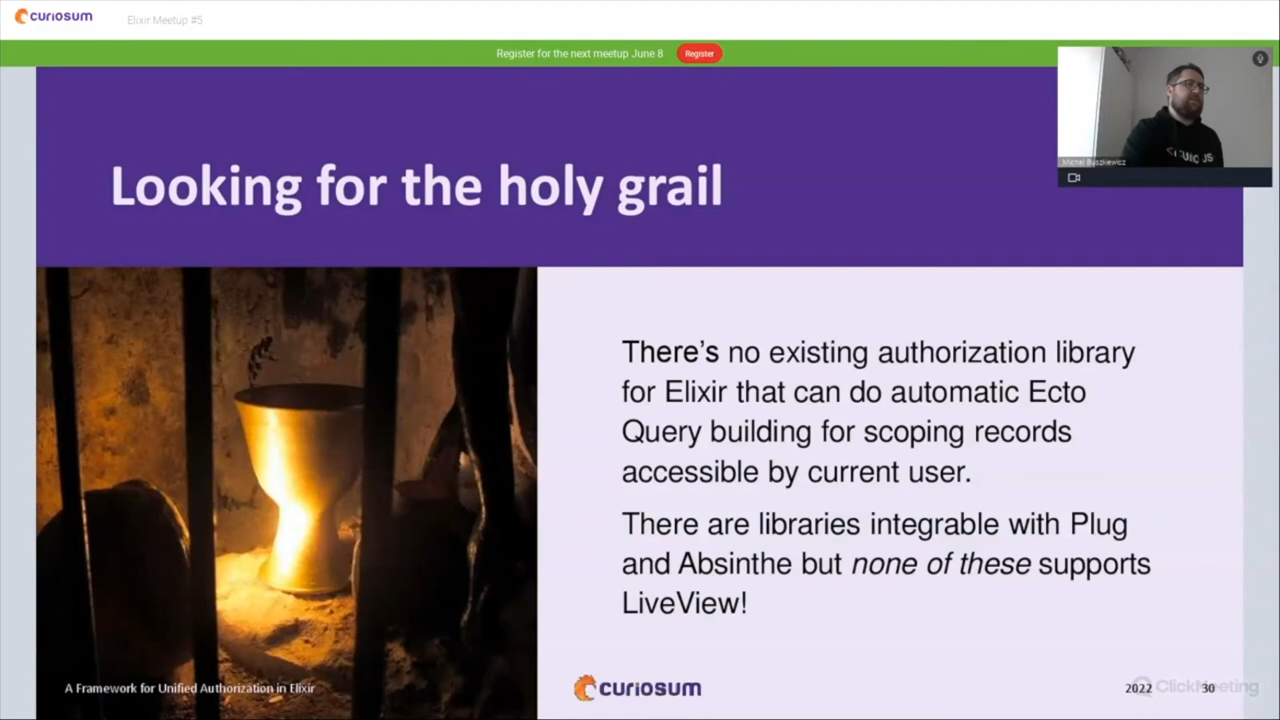 curiosum
Elixir Meetup #5
Register for the next meetup June 8
Register
Michał Buszkiewicz
Looking for the holy grail
There’s no existing authorization library
for Elixir that can do automatic Ecto
Query building for scoping records
accessible by current user.
There are libraries integrable with Plug
and Absinthe but none of these supports
LiveView!
A Framework for Unified Authorization in Elixir
curiosum
2022
30
ClickMeeting